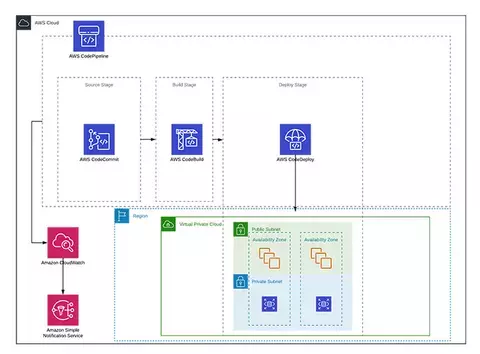 AWS Cloud
AWS CodePipeline
Source Stage
Build Stage
Deploy Stage
AWS CodeCommit
AWS CodeBuild
AWS CodeDeploy
Region
Virtual Private Cloud
Public Subnet
Availability Zone
Availability Zone
Amazon CloudWatch
Private Subnet
Amazon Simple
Notification Service